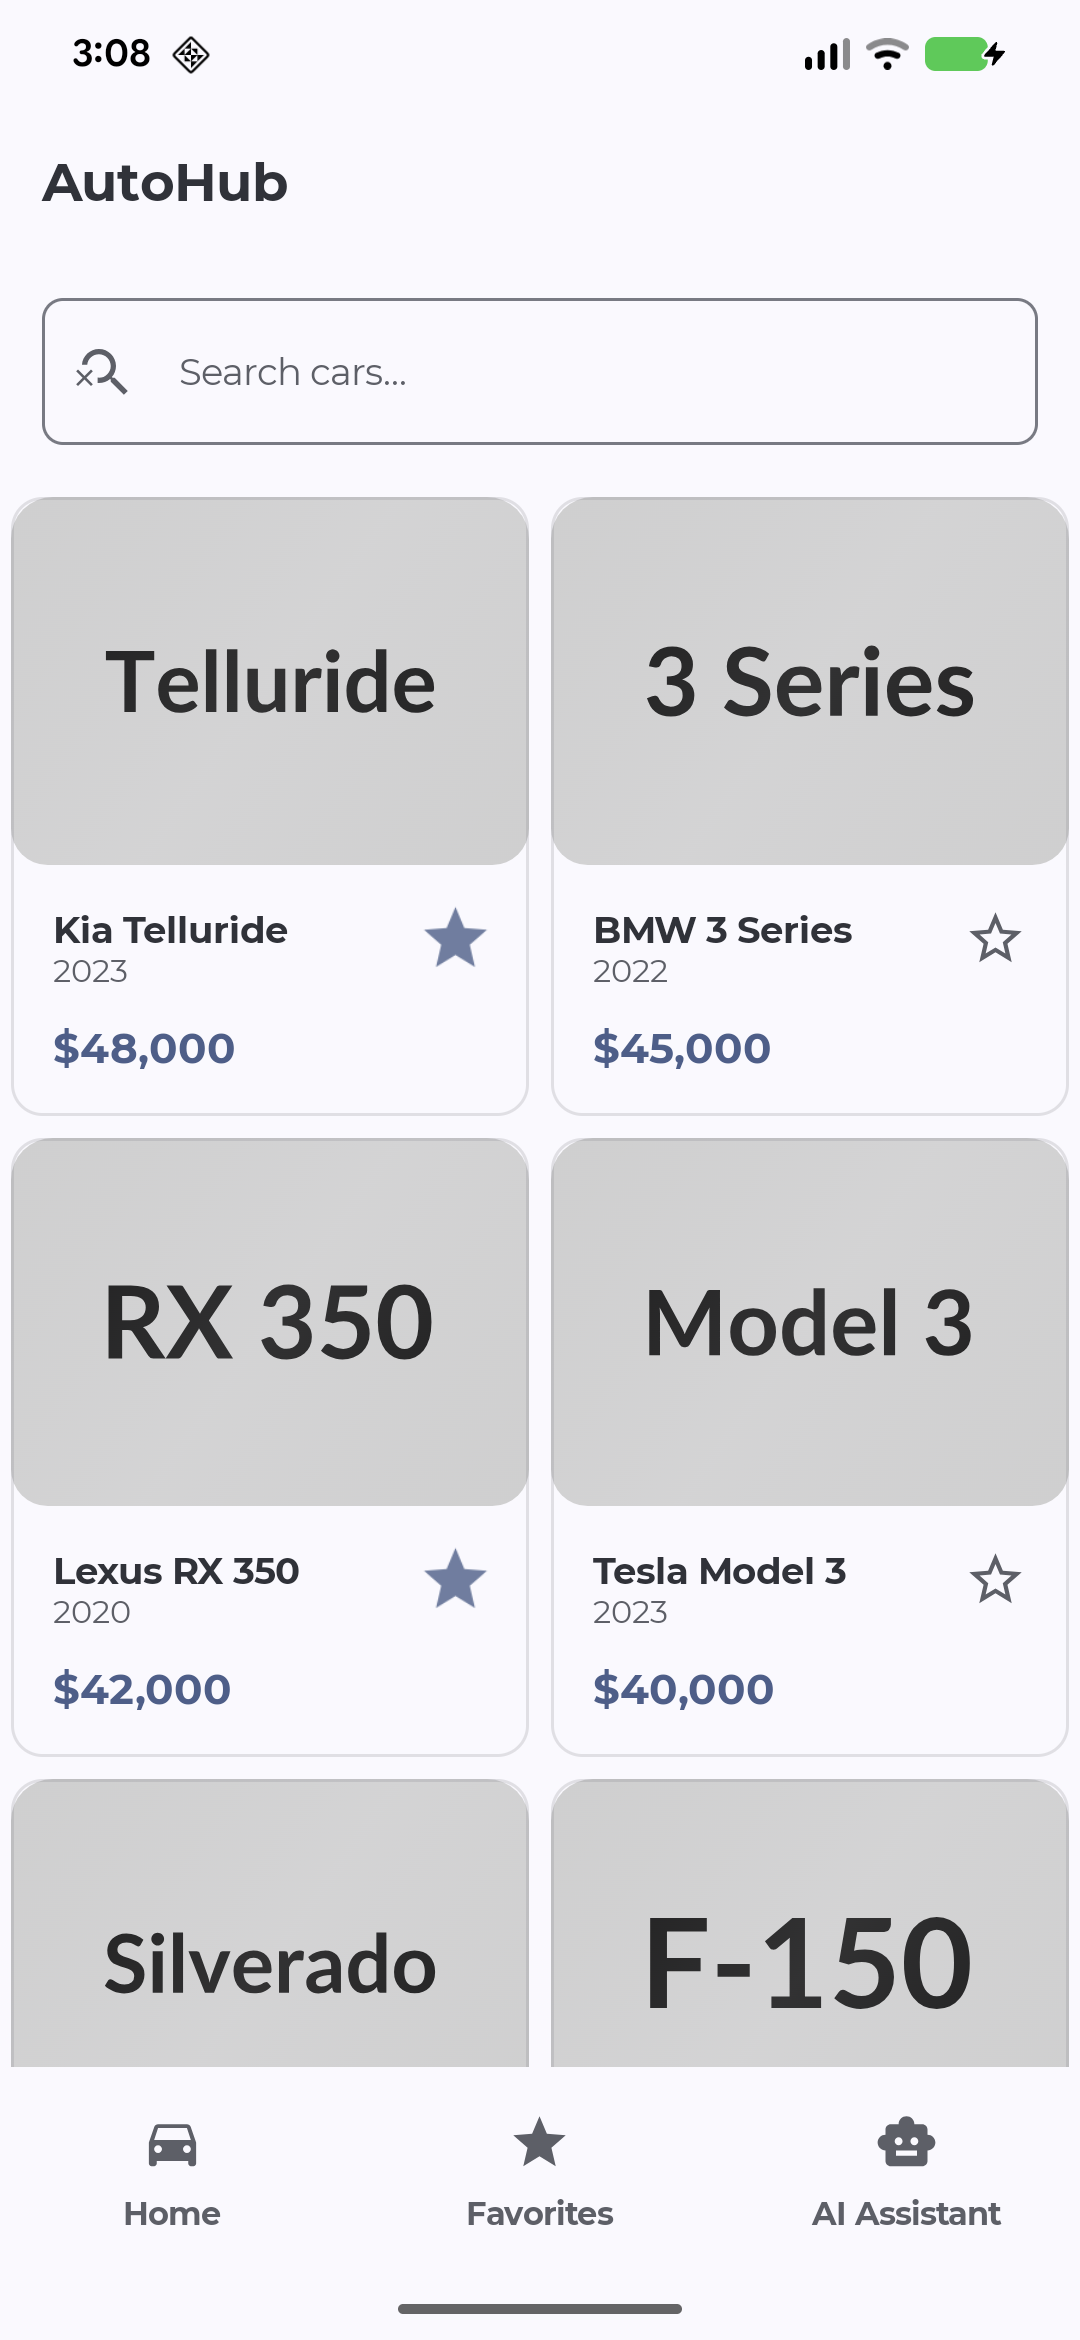 3:08
AutoHub
Search cars...
Telluride
3 Series
Kia Telluride
2023
$48,000
BMW 3 Series
2022
$45,000
RX 350
Model 3
Lexus RX 350
2020
$42,000
Tesla Model 3
2023
$40,000
Silverado
F-150
Home
Favorites
AI Assistant